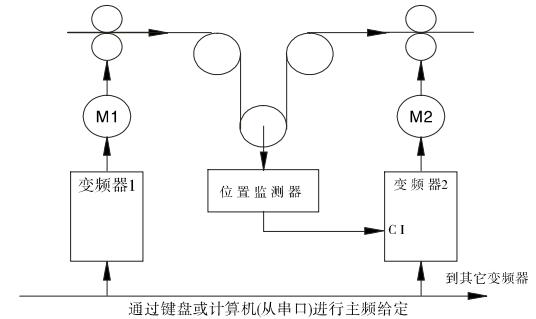 M1
M2
变频器1
位置监测器
变频器2
CI
到其它变频器
通过键盘或计算机(从串口)进行主频给定